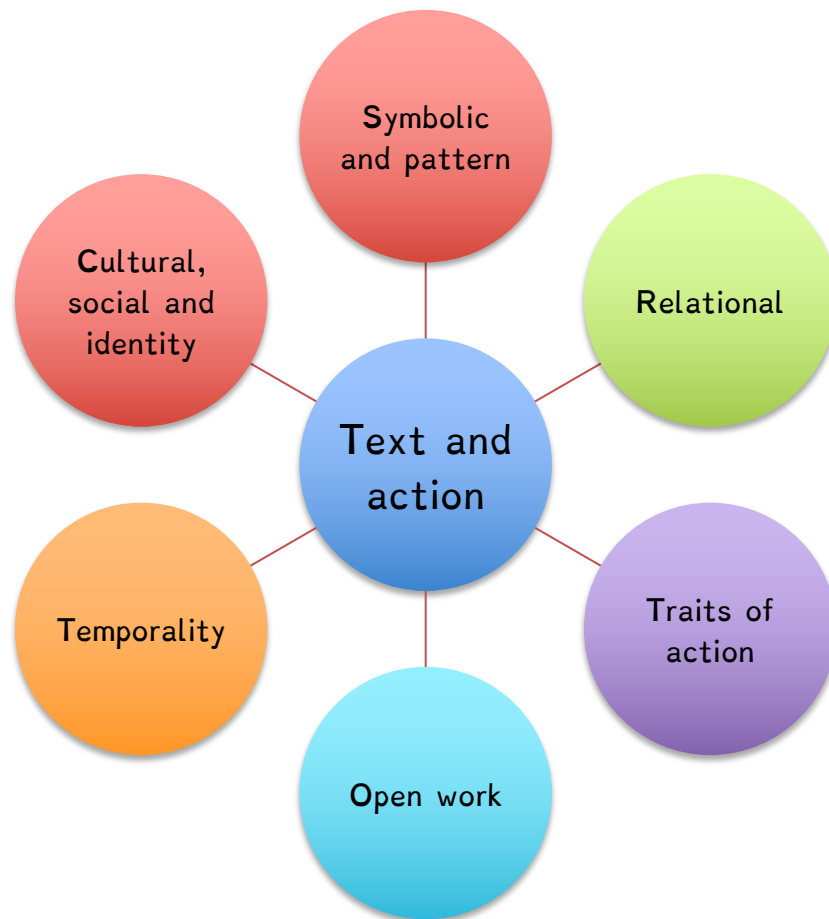 Symbolic
and pattern
Relational
Traits of
action
Open work
Temporality
Cultural,
social and
identity
Text and
action